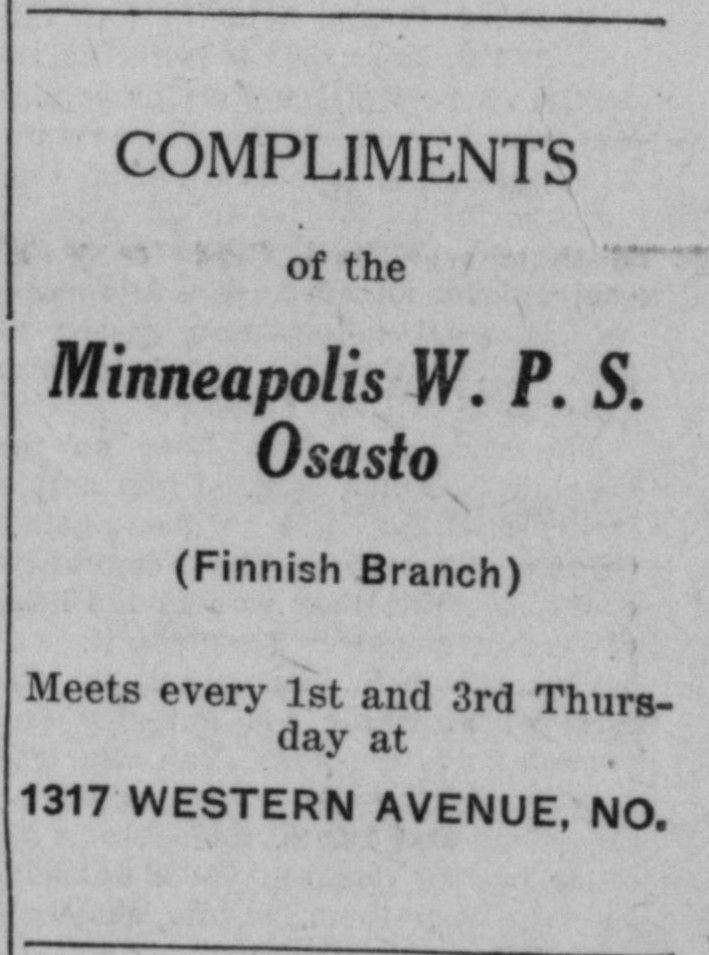 COMPLIMENTS
of the
Minneapolis W. P. S.
Osasto
(Finnish Branch)
Meets every 1st and 3rd Thurs-
day at
1317 WESTERN AVENUE, NO.